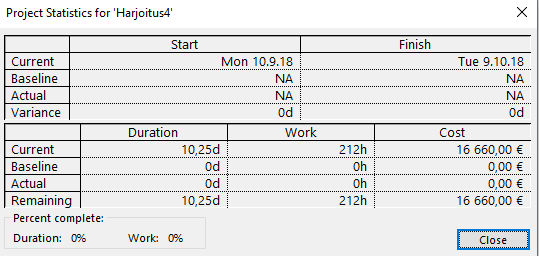 Project Statistics for 'Harjoitus4'
Start Finish
Current Mon 10.9.18 Tue 9.10.18
Baseline NA NA
Actual NA NA
Variance 0d 0d
Duration Work Cost
Current 10,25d 212h 16 660,00 €
Baseline 0d 0h 0,00 €
Actual 0d 0h 0,00 €
Remaining 10,25d 212h 16 660,00 €
Percent complete:
Duration: 0% Work: 0%
Close